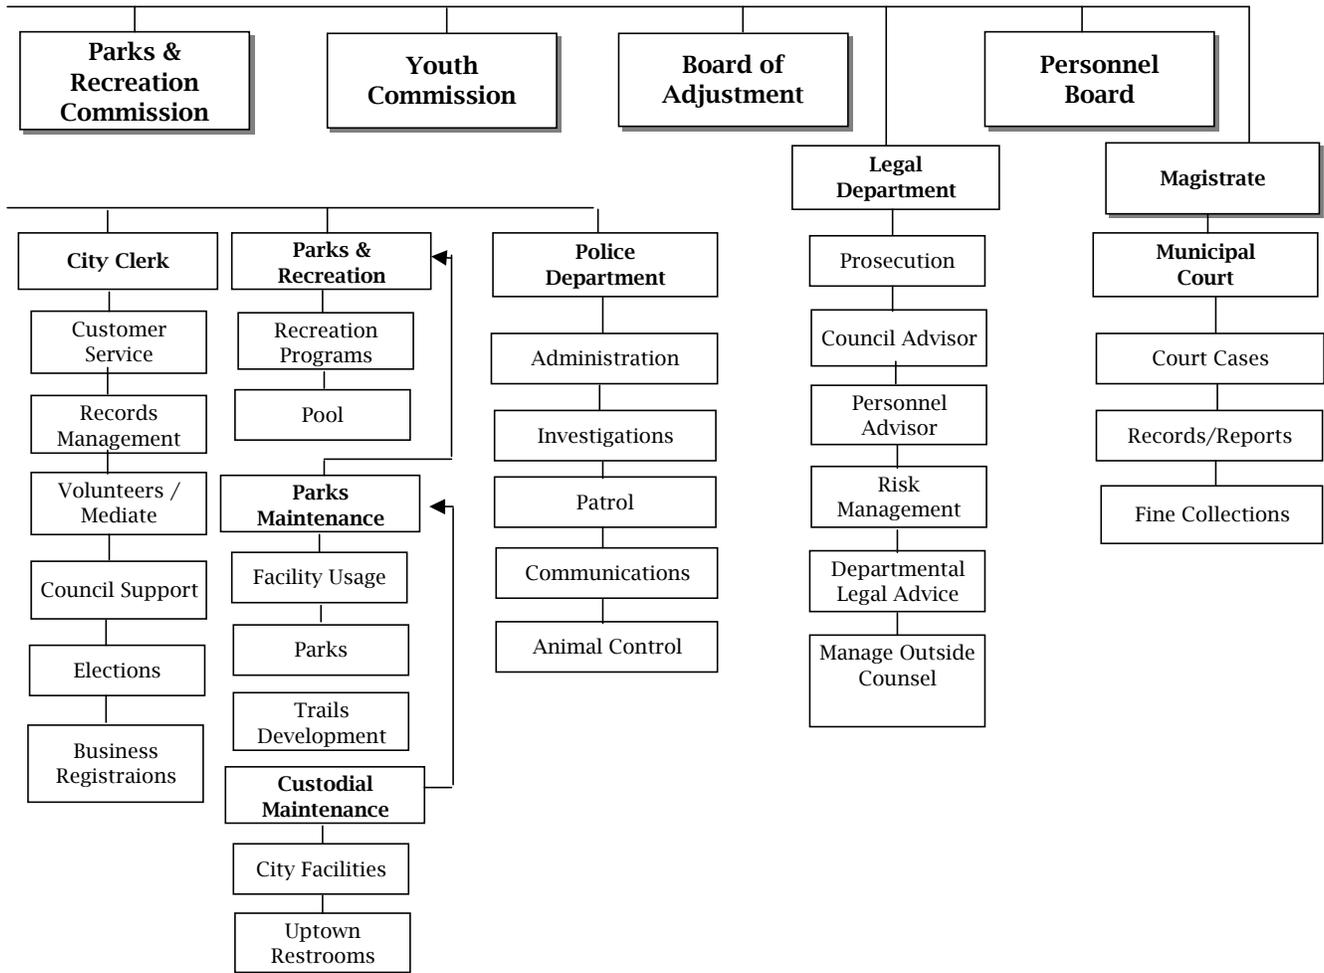 Parks &
Recreation
Commission
Youth
Commission
Board of
Adjustment
Personnel
Board
Legal
Department
Magistrate
City Clerk
Parks &
Recreation
Police
Department
Prosecution
Municipal
Court
Customer
Service
Recreation
Programs
Administration
Council Advisor
Court Cases
Records
Management
Pool
Investigations
Personnel
Advisor
Records/Reports
Volunteers /
Mediate
Parks
Maintenance
Patrol
Risk
Management
Fine Collections
Council Support
Facility Usage
Communications
Departmental
Legal Advice
Elections
Parks
Animal Control
Manage Outside
Counsel
Business
Registraions
Trails
Development
Custodial
Maintenance
City Facilities
Uptown
Restrooms